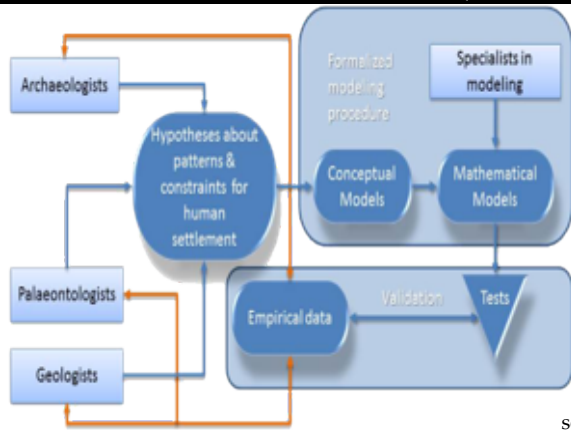 Archaeologists
Formalized
modeling
procedure
Specialists in
modeling
Hypotheses about
patterns &
constraints for
human
settlement
Conceptual
Models
Mathematical
Models
Palaeontologists
Geologists
Empirical data
Validation
Tests